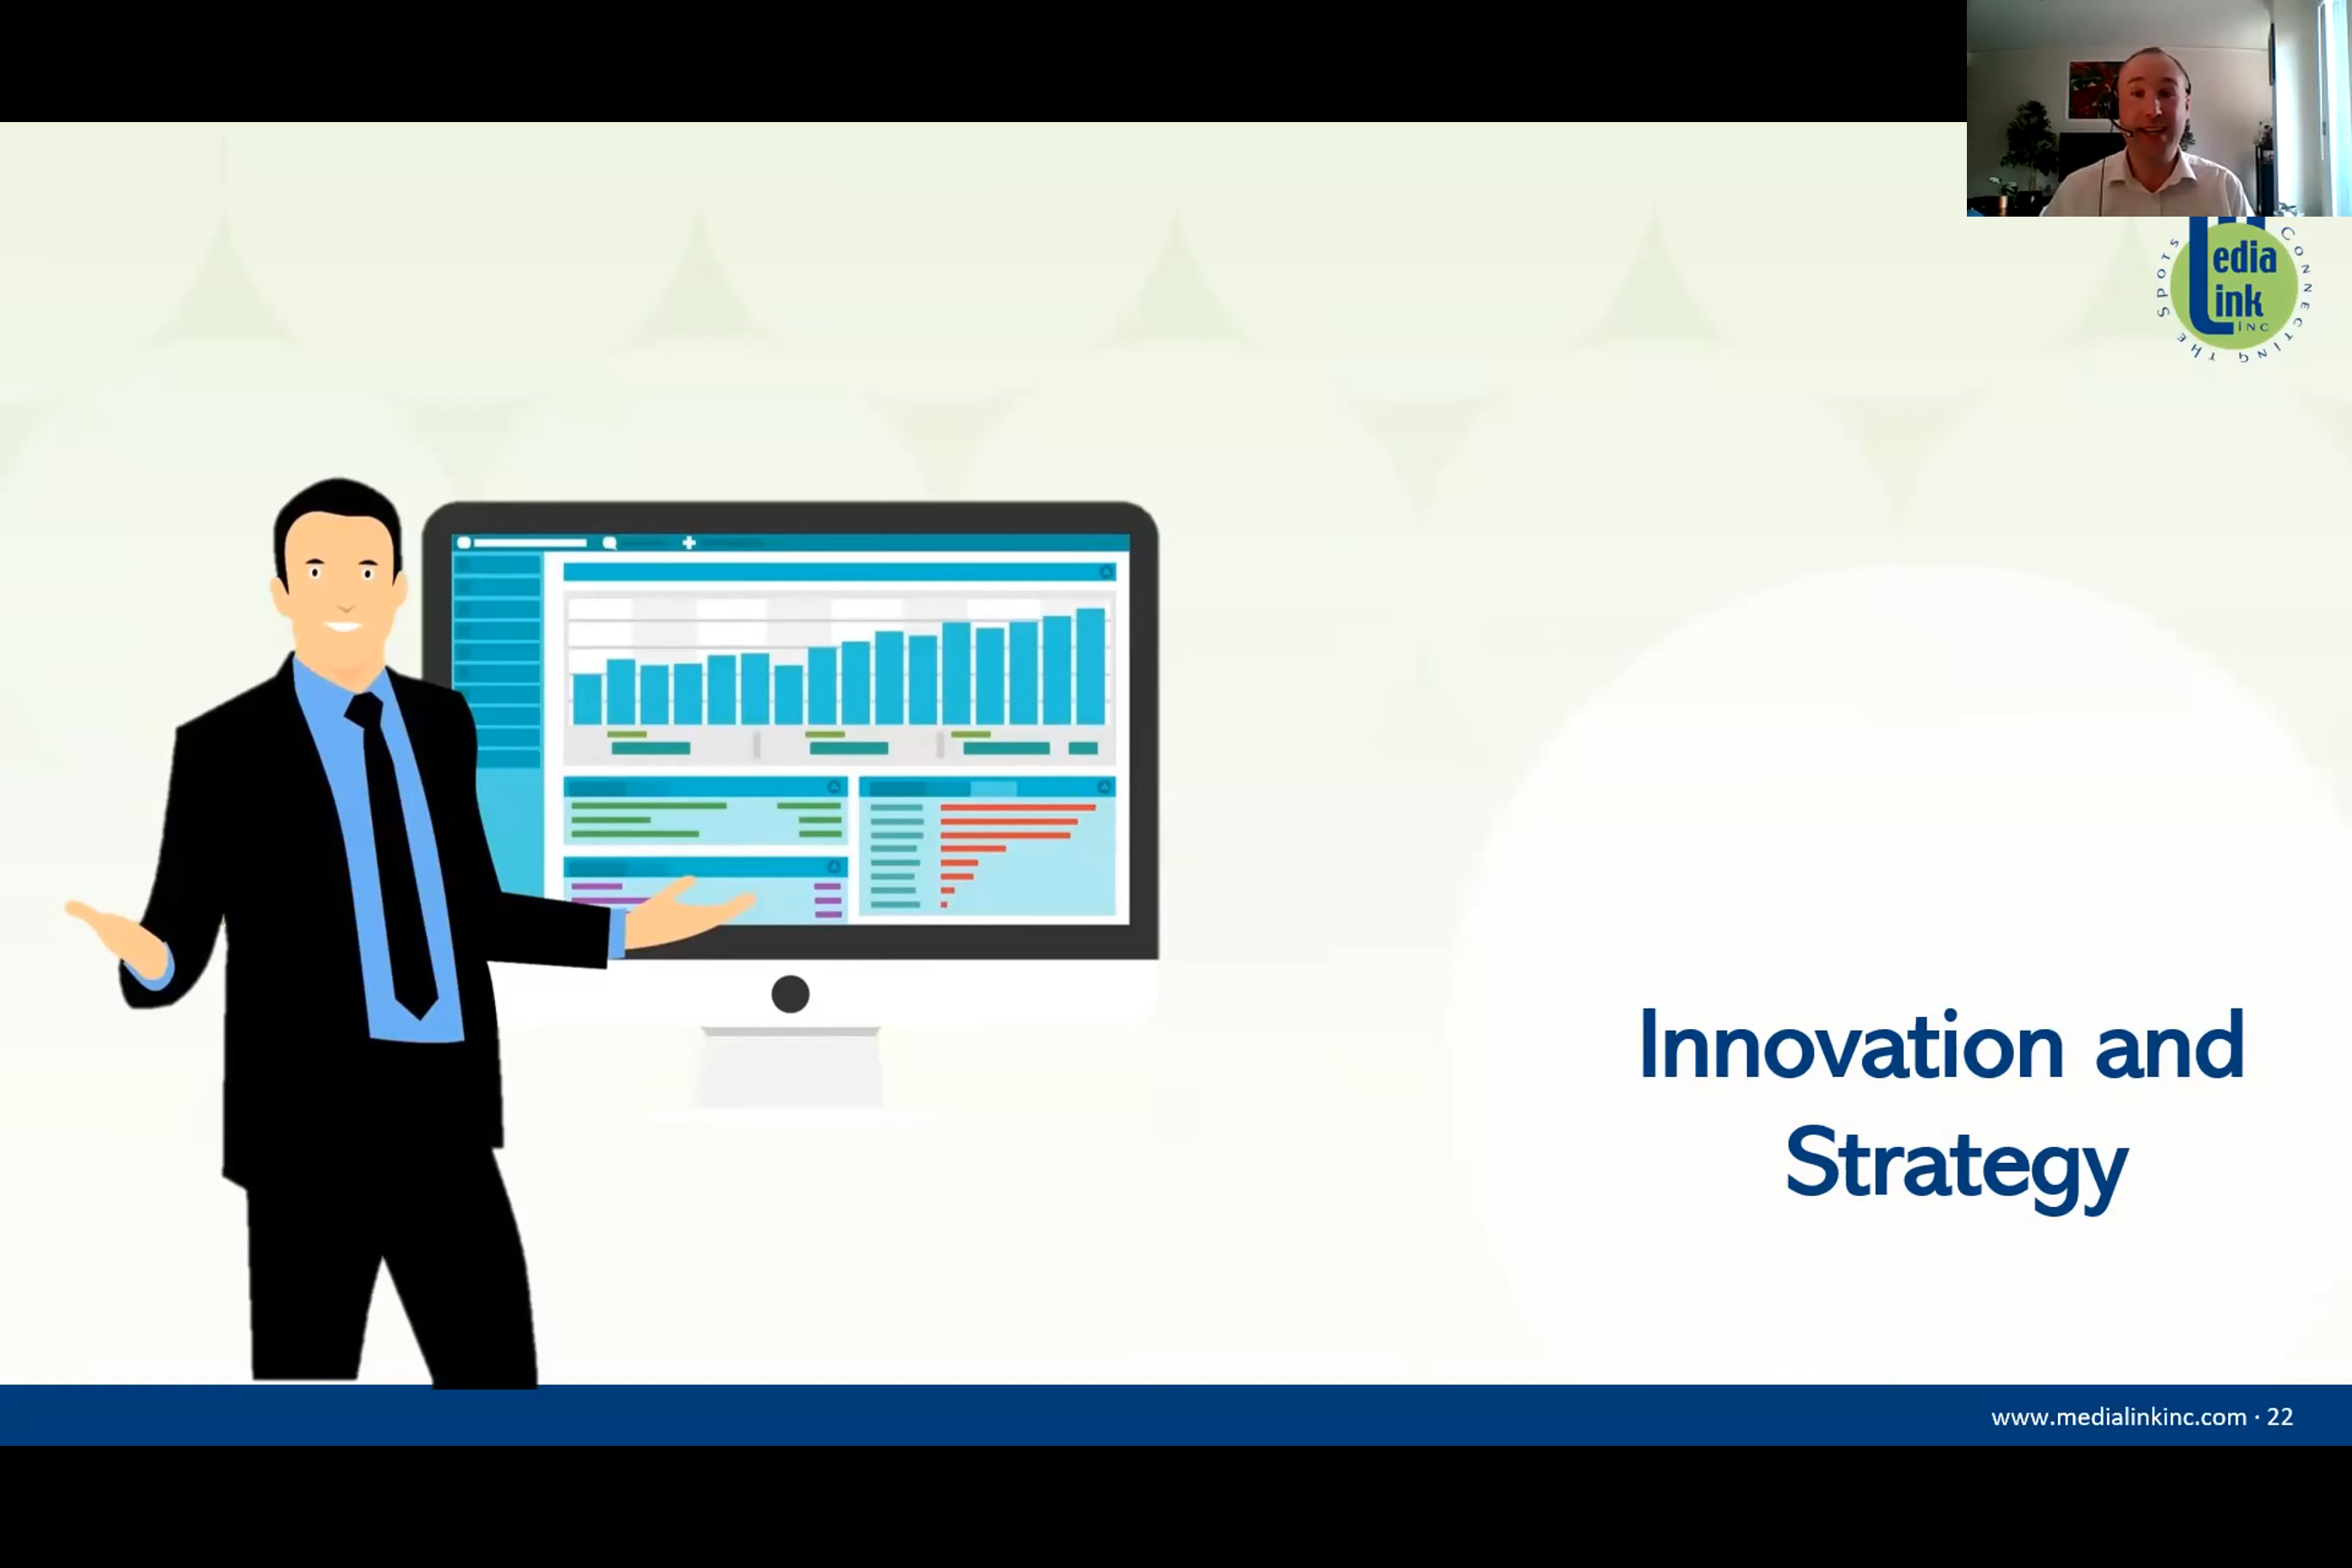 edia
ink
INC
SPOTS
CONNECTING THE
Innovation and
Strategy
www.medialinkinc.com · 22